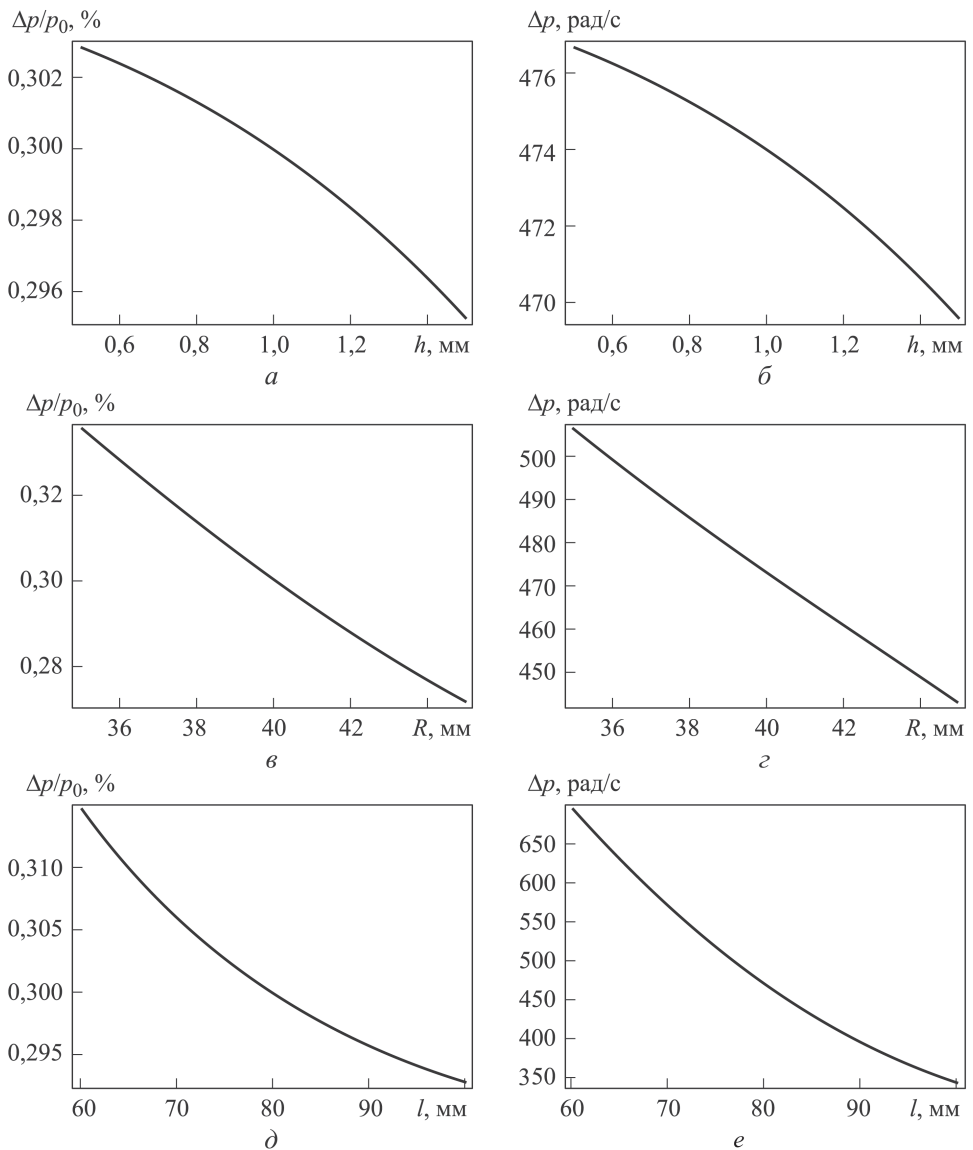 Δp/p₀, %
0,302
0,300
0,298
0,296
0,6 0,8 1,0 1,2 h, мм
а
Δp, рад/с
476
474
472
470
0,6 0,8 1,0 1,2 h, мм
б
Δp/p₀, %
0,32
0,30
0,28
36 38 40 42 R, мм
в
Δp, рад/с
500
490
480
470
460
450
36 38 40 42 R, мм
г
Δp/p₀, %
0,310
0,305
0,300
0,295
60 70 80 90 l, мм
д
Δp, рад/с
650
600
550
500
450
400
350
60 70 80 90 l, мм
е